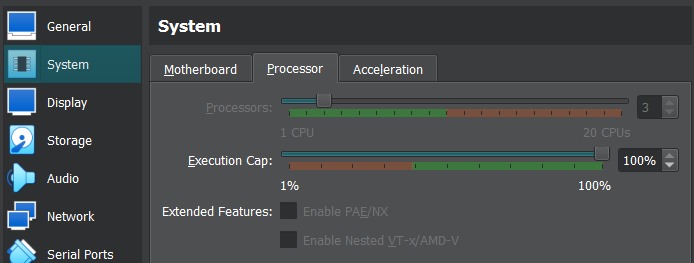 General
System
Display
Storage
Audio
Network
Serial Ports
System
Motherboard Processor Acceleration
Processors: 3
1 CPU 20 CPUs
Execution Cap: 100%
1% 100%
Extended Features: Enable PAE/NX
Enable Nested VT-x/AMD-V